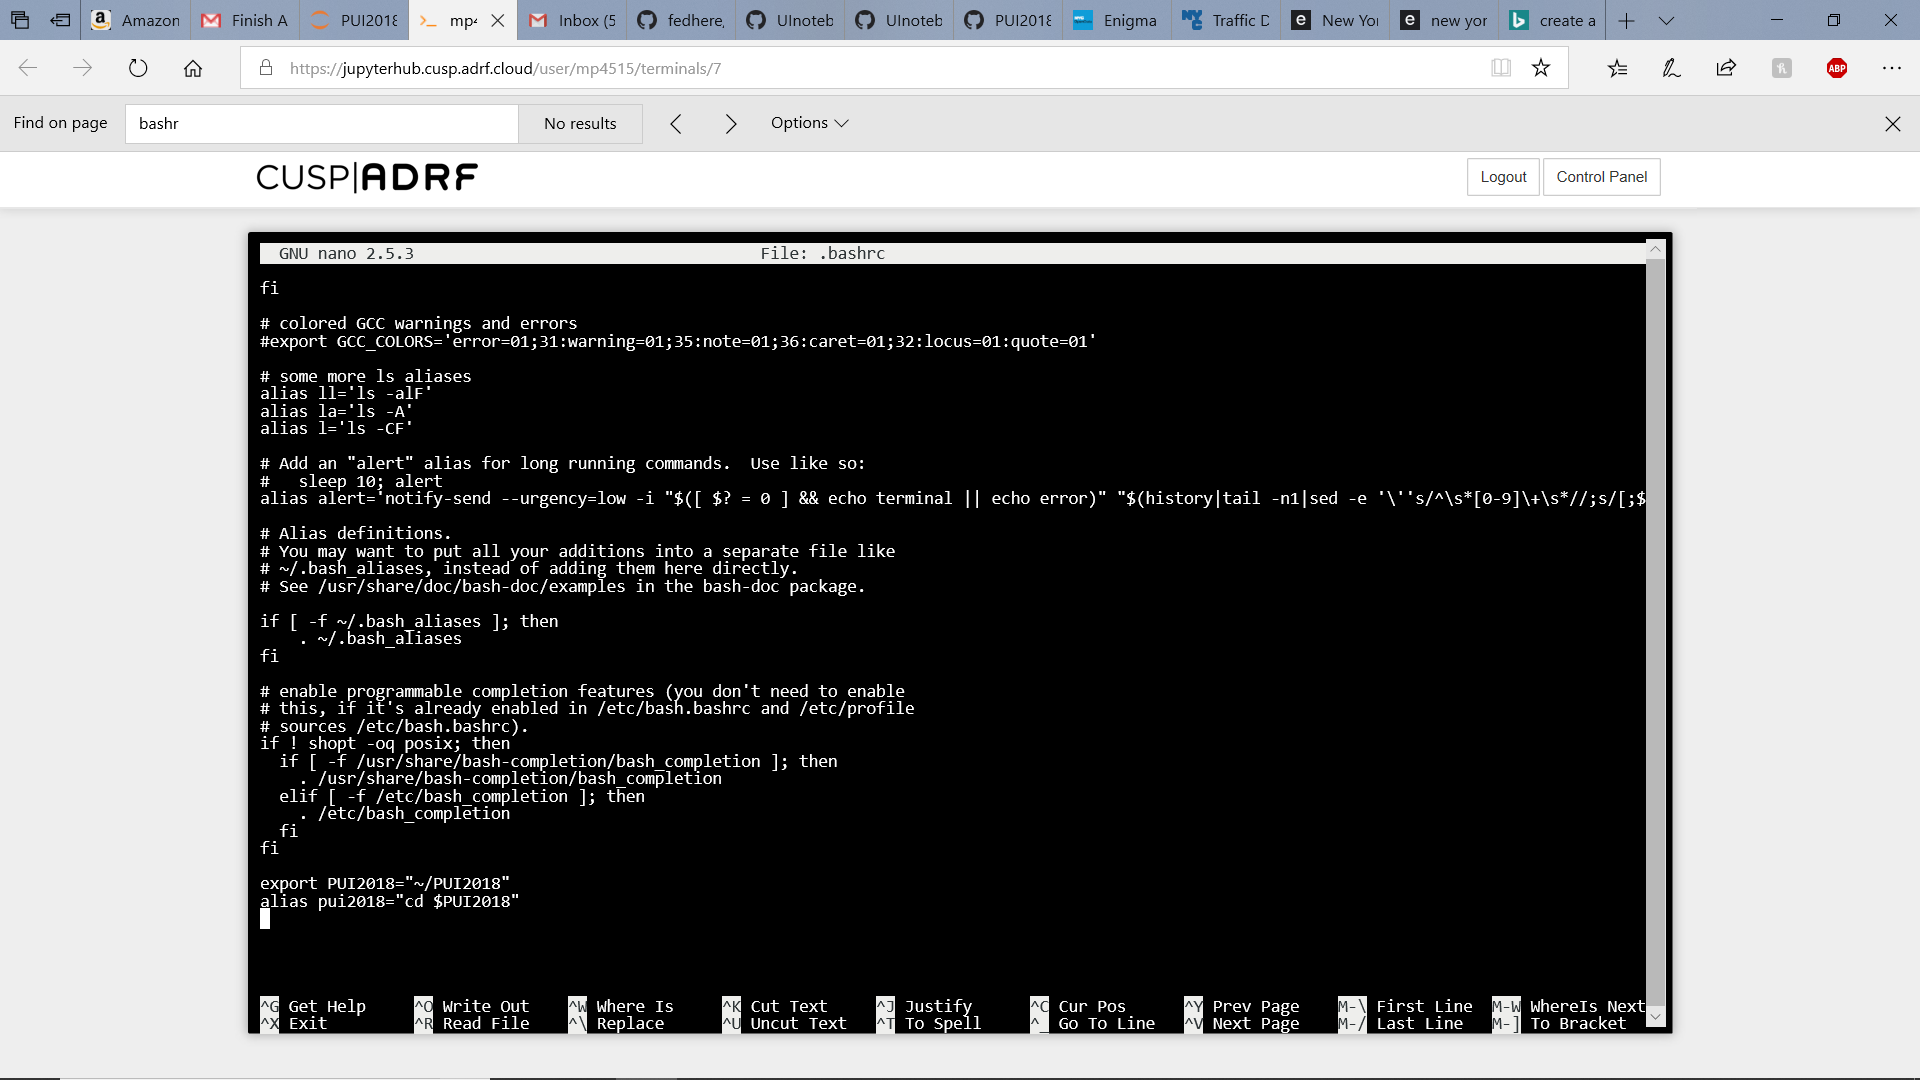 Amazon
Finish A
PUI2018
mp4
Inbox (5
fedhere,
UInoteb
UInoteb
PUI2018
Enigma
Traffic D
New Yor
new yor
create a
https://jupyterhub.cusp.adrf.cloud/user/mp4515/terminals/7
ABP
Find on page
bashr
No results
Options
CUSP|ADRF
Logout
Control Panel
GNU nano 2.5.3 File: .bashrc
fi
# colored GCC warnings and errors
#export GCC_COLORS='error=01;31:warning=01;35:note=01;36:caret=01;32:locus=01:quote=01'
# some more ls aliases
alias ll='ls -alF'
alias la='ls -A'
alias l='ls -CF'
# Add an "alert" alias for long running commands.  Use like so:
#   sleep 10; alert
alias alert='notify-send --urgency=low -i "$([ $? = 0 ] && echo terminal || echo error)" "$(history|tail -n1|sed -e '\''s/^\s*[0-9]\+\s*//;s/[;$
# Alias definitions.
# You may want to put all your additions into a separate file like
# ~/.bash_aliases, instead of adding them here directly.
# See /usr/share/doc/bash-doc/examples in the bash-doc package.
if [ -f ~/.bash_aliases ]; then
    . ~/.bash_aliases
fi
# enable programmable completion features (you don't need to enable
# this, if it's already enabled in /etc/bash.bashrc and /etc/profile
# sources /etc/bash.bashrc).
if ! shopt -oq posix; then
  if [ -f /usr/share/bash-completion/bash_completion ]; then
    . /usr/share/bash-completion/bash_completion
  elif [ -f /etc/bash_completion ]; then
    . /etc/bash_completion
  fi
fi
export PUI2018="~/PUI2018"
alias pui2018="cd $PUI2018"
^G Get Help ^O Write Out ^W Where Is ^K Cut Text ^J Justify ^C Cur Pos ^Y Prev Page M-\ First Line M-W WhereIs Next
^X Exit ^R Read File ^\ Replace ^U Uncut Text ^T To Spell ^_ Go To Line ^V Next Page M-/ Last Line M-] To Bracket